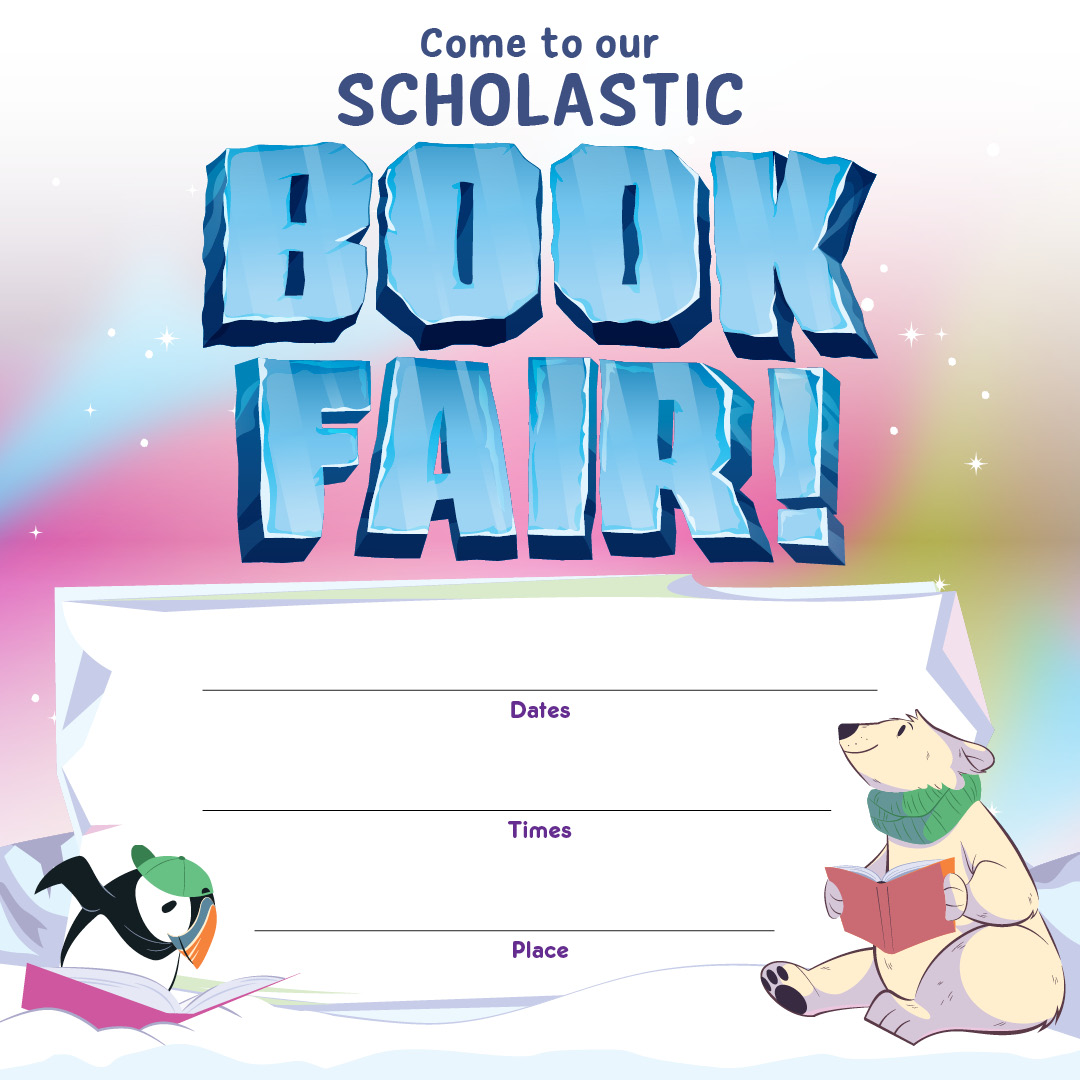 Come to our
SCHOLASTIC
BOOK
FAIR!
Dates
Times
Place